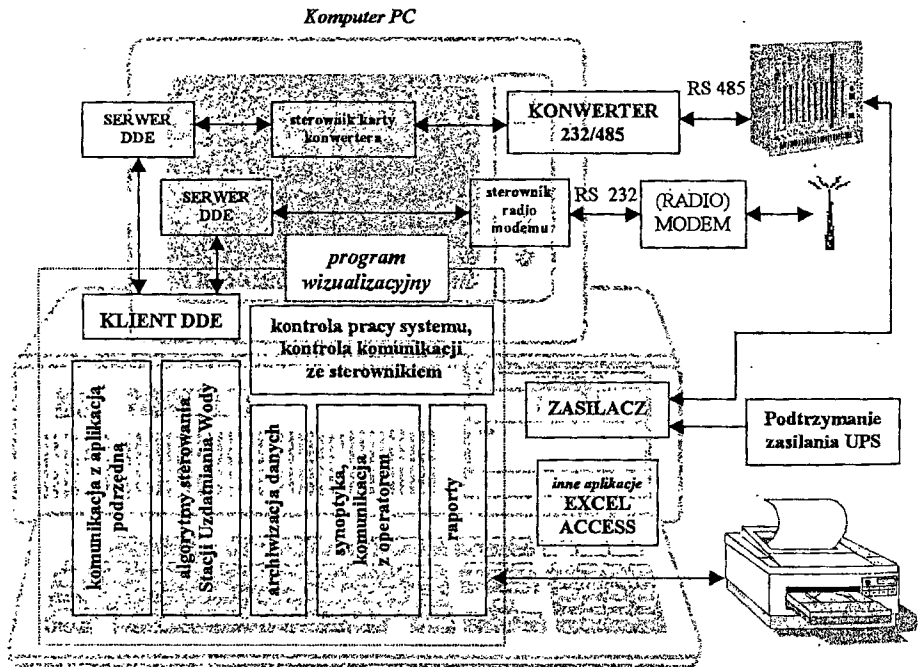 Komputer PC
SERWER
DDE
sterownik karty
konwertera
KONWERTER
232/485
RS 485
SERWER
DDE
sterownik
radio
modemu
RS 232
(RADIO)
MODEM
program
wizualizacyjny
KLIENT DDE
kontrola pracy systemu,
kontrola komunikacji
ze sterownikiem
komunikacja z aplikacją
podrzędną
algorytmy sterowania
Stacji Uzdatniania Wody
archiwizacja danych
synoptyka,
komunikacja
z operatorem
raporty
ZASILACZ
Podtrzymanie
zasilania UPS
inne aplikacje
EXCEL
ACCESS